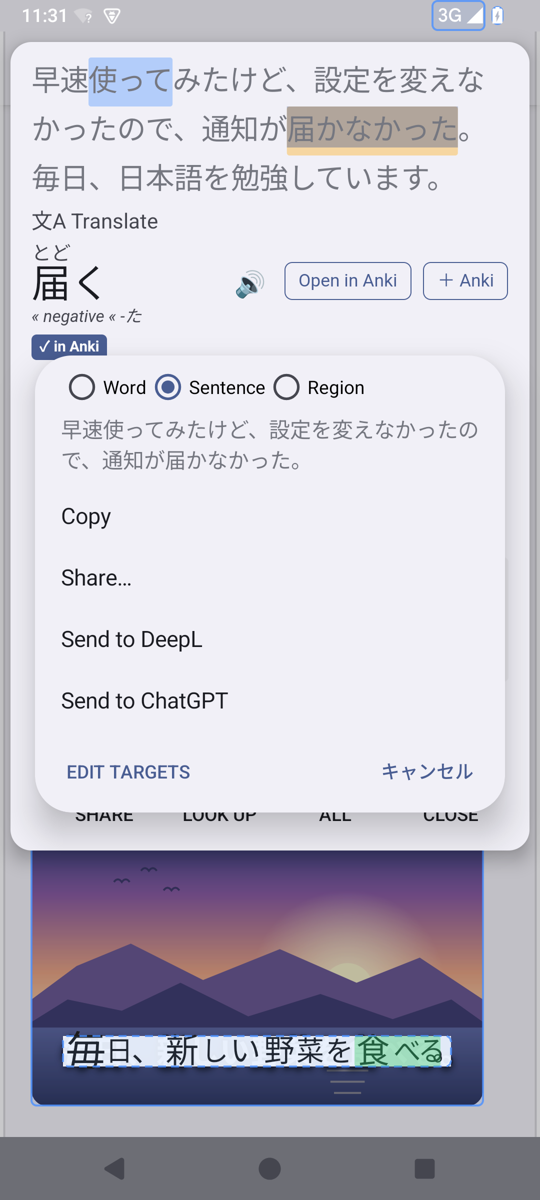 11:31
3G
早速使ってみたけど、設定を変えな
かったので、通知が届かなかった。
毎日、日本語を勉強しています。
文A Translate
とど
届く
Open in Anki
+ Anki
« negative « -た
✓ in Anki
Word
Sentence
Region
早速使ってみたけど、設定を変えなかったの
で、通知が届かなかった。
Copy
Share…
Send to DeepL
Send to ChatGPT
EDIT TARGETS
キャンセル
SHARE
LOOK UP
ALL
CLOSE
毎日、新しい野菜を食べる